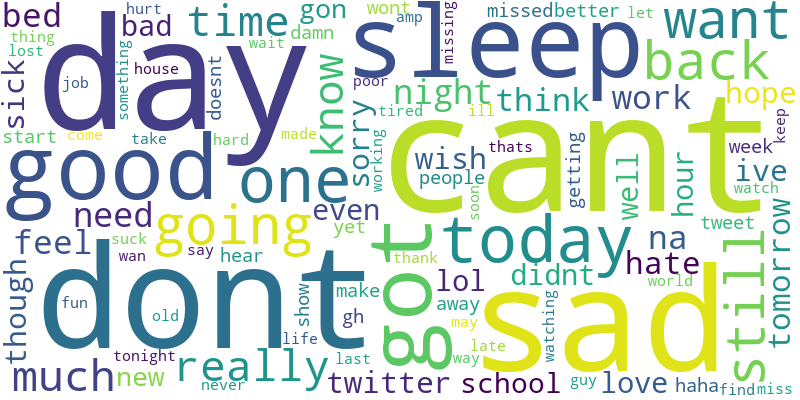 bed
hurt
time
gon
wont
amp
missing
missed
better
let
want
thing
lost
bad
damn
wait
day
sleep
back
sick
job
something
house
doesnt
know
poor
night
think
work
hope
start
come
take
hard
made
sorry
tired
ill
cant
keep
good
one
working
wish
thats
people
getting
well
hour
week
ive
watch
need
going
even
got
soon
today
na
tweet
tomorrow
feel
suck
yet
wan
say
hear
thank
lol
didnt
hate
still
though
dont
fun
old
show
make
gh
away
may
world
sad
life
late
way
watching
much
tonight
new
really
never
last
twitter
school
guy
love
haha
find
miss